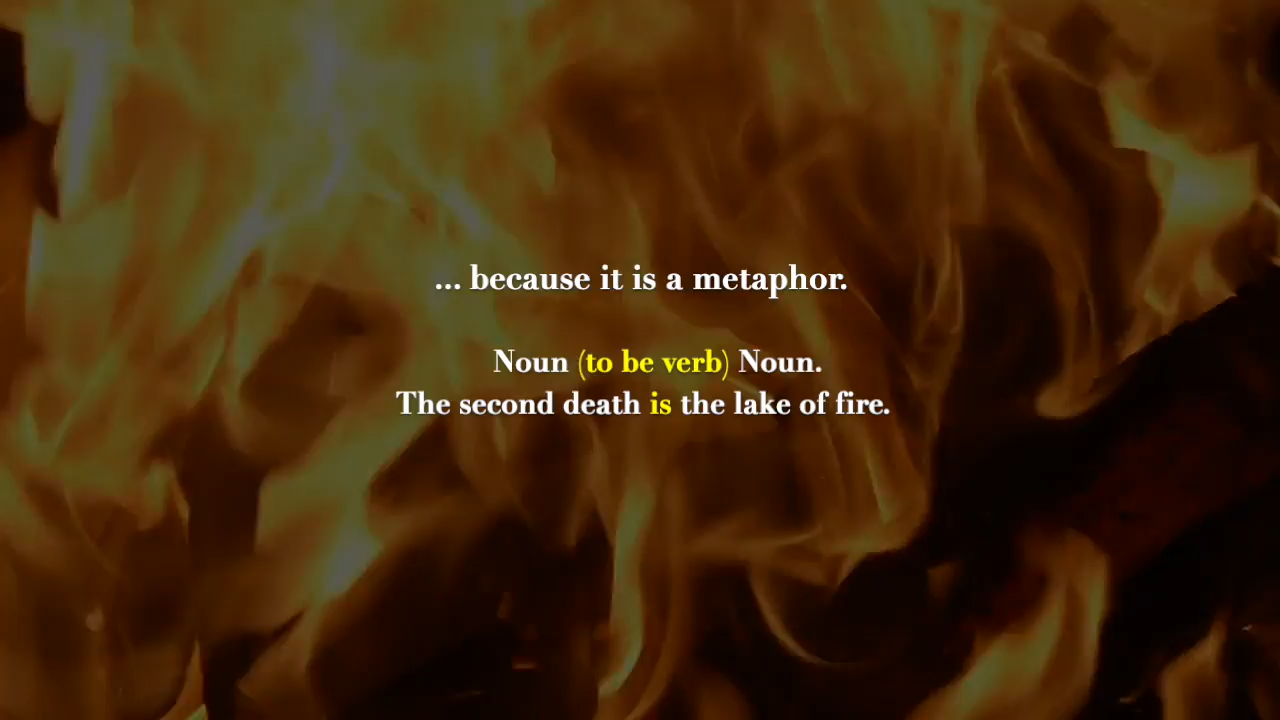 ... because it is a metaphor.
Noun (to be verb) Noun.
The second death is the lake of fire.